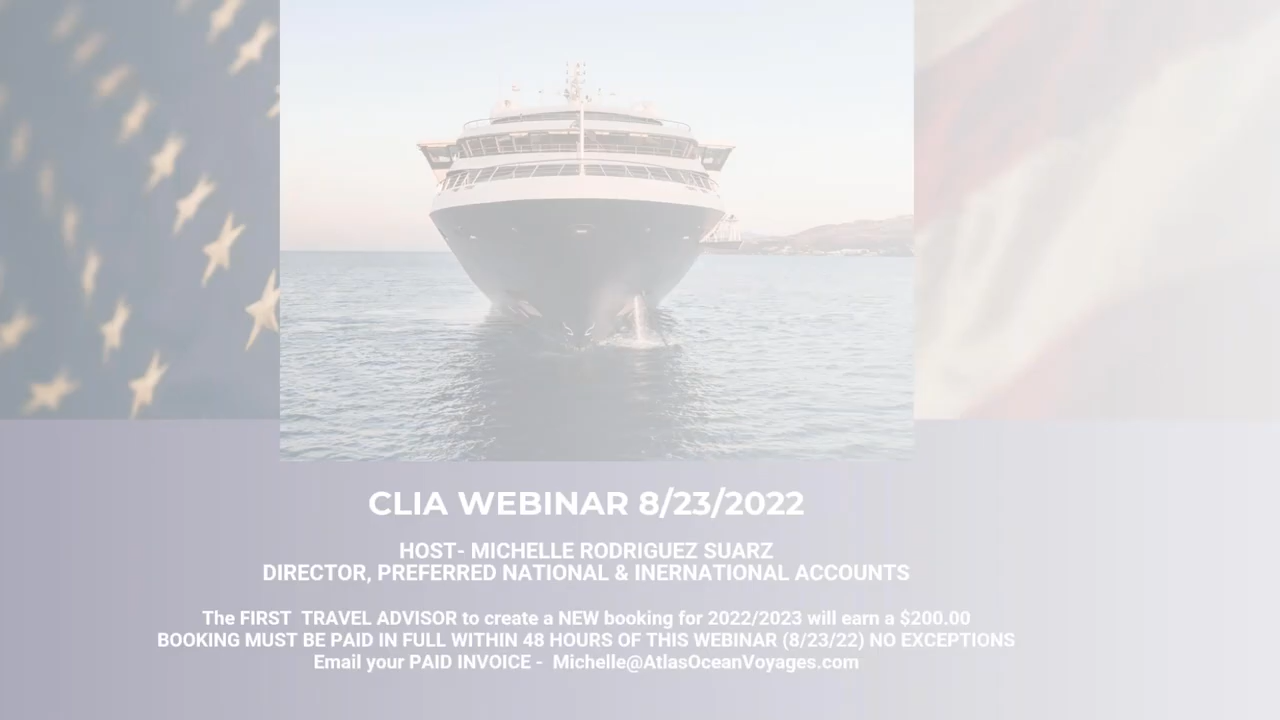 CLIA WEBINAR 8/23/2022
HOST- MICHELLE RODRIGUEZ SUARZ
DIRECTOR, PREFERRED NATIONAL & INERNATIONAL ACCOUNTS
The FIRST  TRAVEL ADVISOR to create a NEW booking for 2022/2023 will earn a $200.00
BOOKING MUST BE PAID IN FULL WITHIN 48 HOURS OF THIS WEBINAR (8/23/22) NO EXCEPTIONS
Email your PAID INVOICE -  Michelle@AtlasOceanVoyages.com